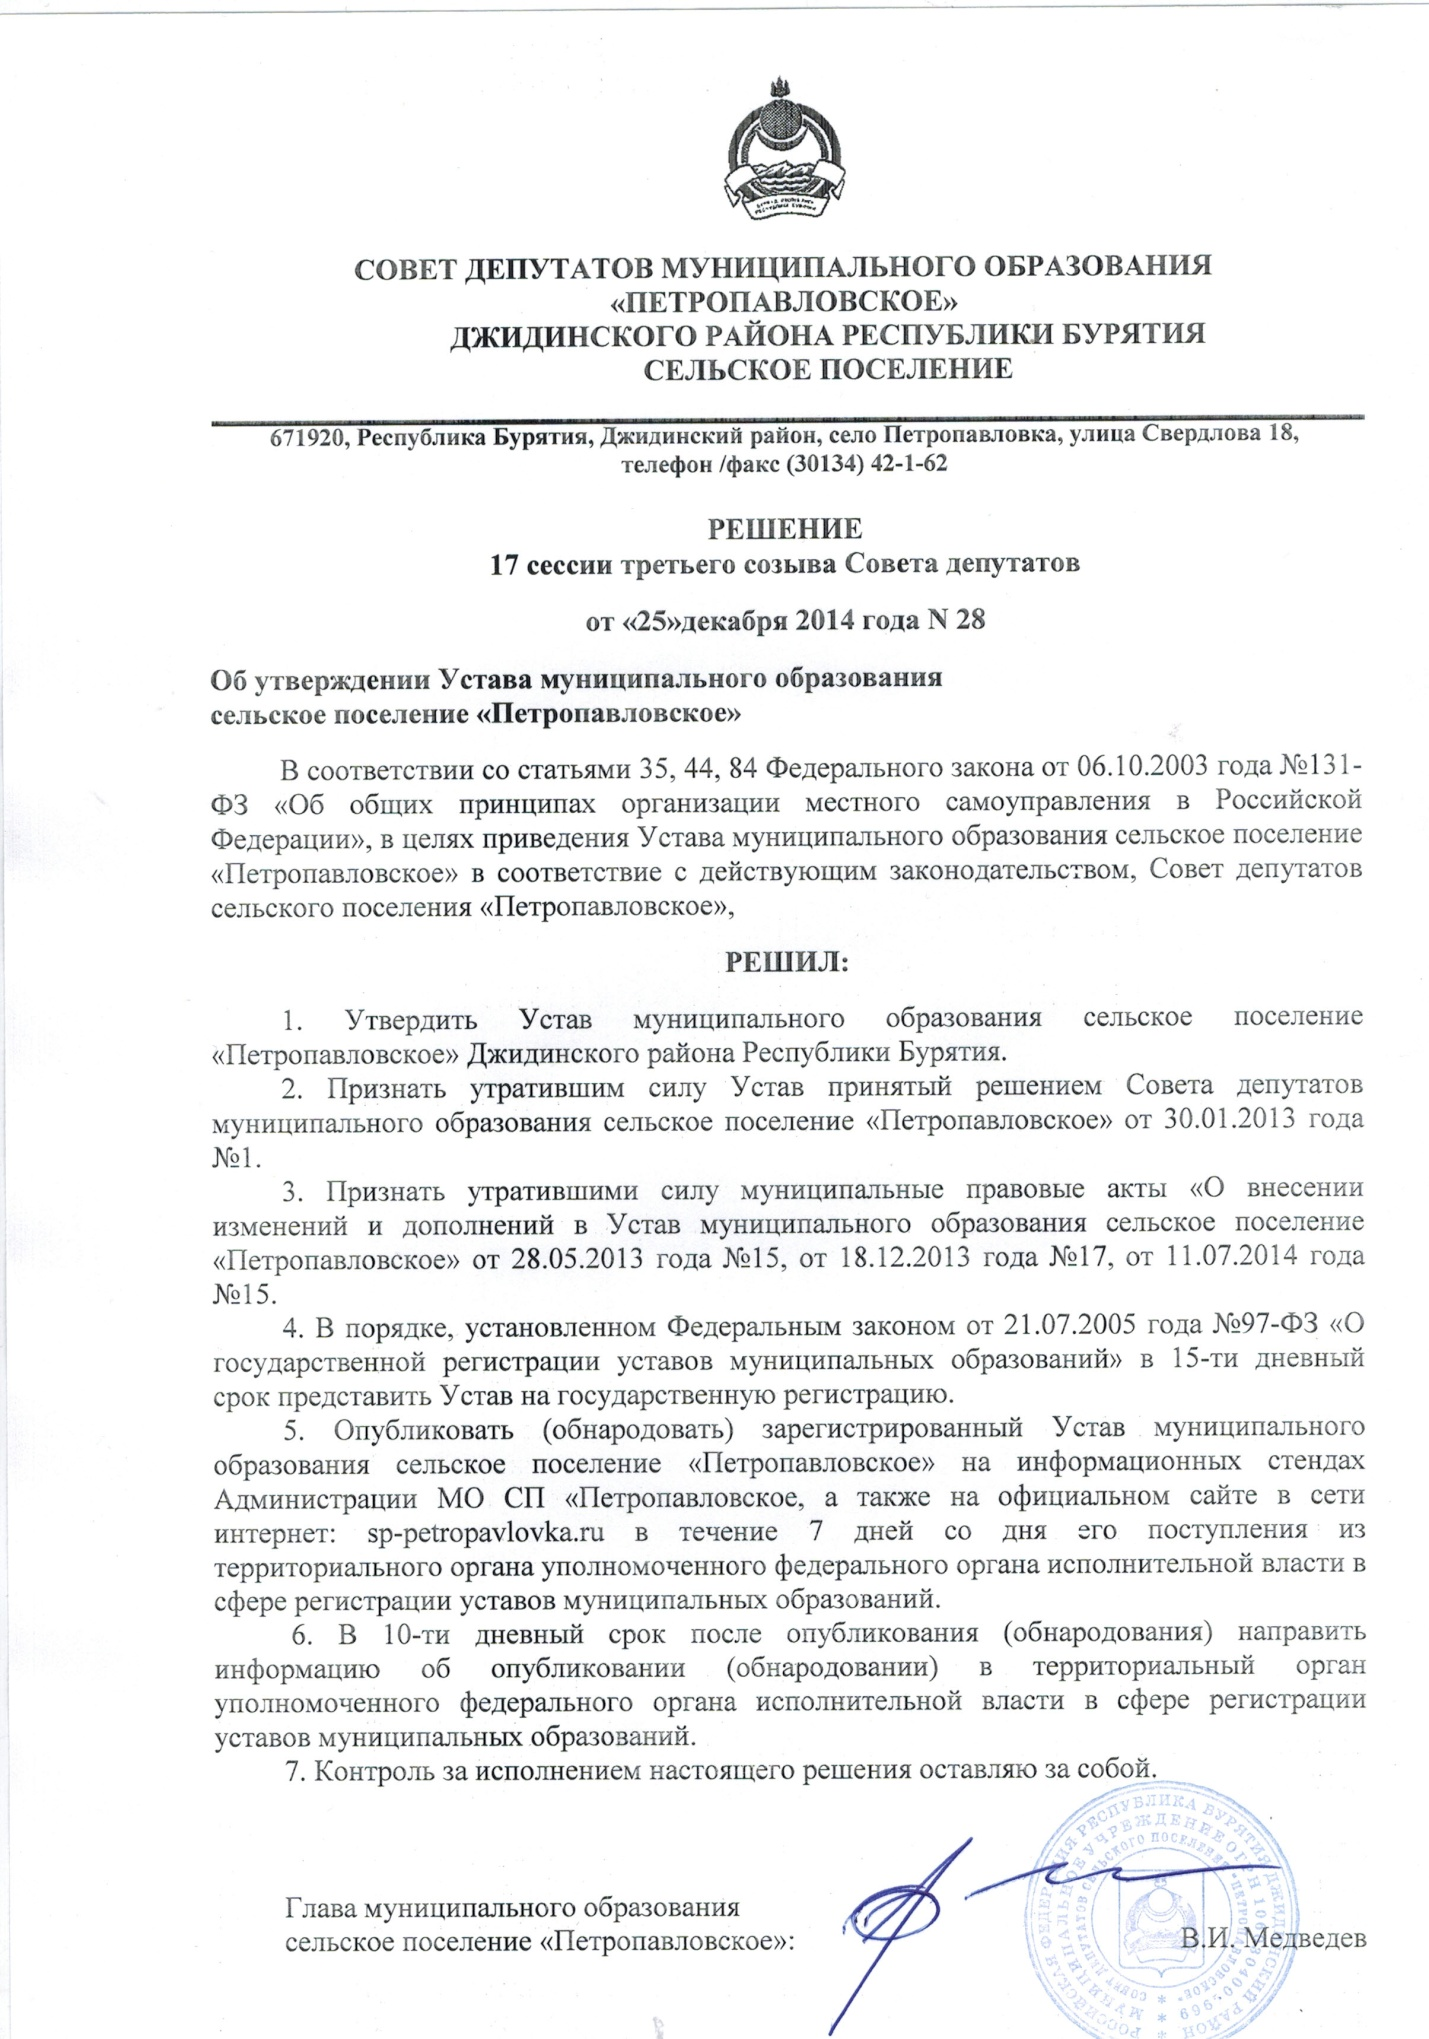 СОВЕТ ДЕПУТАТОВ МУНИЦИПАЛЬНОГО ОБРАЗОВАНИЯ
«ПЕТРОПАВЛОВСКОЕ»
ДЖИДИНСКОГО РАЙОНА РЕСПУБЛИКИ БУРЯТИЯ
СЕЛЬСКОЕ ПОСЕЛЕНИЕ
671920, Республика Бурятия, Джидинский район, село Петропавловка, улица Свердлова 18,
телефон /факс (30134) 42-1-62
РЕШЕНИЕ
17 сессии третьего созыва Совета депутатов
от «25»декабря 2014 года N 28
Об утверждении Устава муниципального образования
сельское поселение «Петропавловское»
В соответствии со статьями 35, 44, 84 Федерального закона от 06.10.2003 года №131-
ФЗ «Об общих принципах организации местного самоуправления в Российской
Федерации», в целях приведения Устава муниципального образования сельское поселение
«Петропавловское» в соответствие с действующим законодательством, Совет депутатов
сельского поселения «Петропавловское»,
РЕШИЛ:
1. Утвердить Устав муниципального образования сельское поселение
«Петропавловское» Джидинского района Республики Бурятия.
2. Признать утратившим силу Устав принятый решением Совета депутатов
муниципального образования сельское поселение «Петропавловское» от 30.01.2013 года
№1.
3. Признать утратившими силу муниципальные правовые акты «О внесении
изменений и дополнений в Устав муниципального образования сельское поселение
«Петропавловское» от 28.05.2013 года №15, от 18.12.2013 года №17, от 11.07.2014 года
№15.
4. В порядке, установленном Федеральным законом от 21.07.2005 года №97-ФЗ «О
государственной регистрации уставов муниципальных образований» в 15-ти дневный
срок представить Устав на государственную регистрацию.
5. Опубликовать (обнародовать) зарегистрированный Устав муниципального
образования сельское поселение «Петропавловское» на информационных стендах
Администрации МО СП «Петропавловское, а также на официальном сайте в сети
интернет: sp-petropavlovka.ru в течение 7 дней со дня его поступления из
территориального органа уполномоченного федерального органа исполнительной власти в
сфере регистрации уставов муниципальных образований.
6. В 10-ти дневный срок после опубликования (обнародования) направить
информацию об опубликовании (обнародовании) в территориальный орган
уполномоченного федерального органа исполнительной власти в сфере регистрации
уставов муниципальных образований.
7. Контроль за исполнением настоящего решения оставляю за собой.
Глава муниципального образования
сельское поселение «Петропавловское»:
В.И. Медведев
РОССИЙСКАЯ ФЕДЕРАЦИЯ РЕСПУБЛИКА БУРЯТИЯ ДЖИДИНСКИЙ РАЙОН
МУНИЦИПАЛЬНОЕ УЧРЕЖДЕНИЕ ОГРН
СОВЕТ ДЕПУТАТОВ СЕЛЬСКОГО ПОСЕЛЕНИЯ «ПЕТРОПАВЛОВСКОЕ»